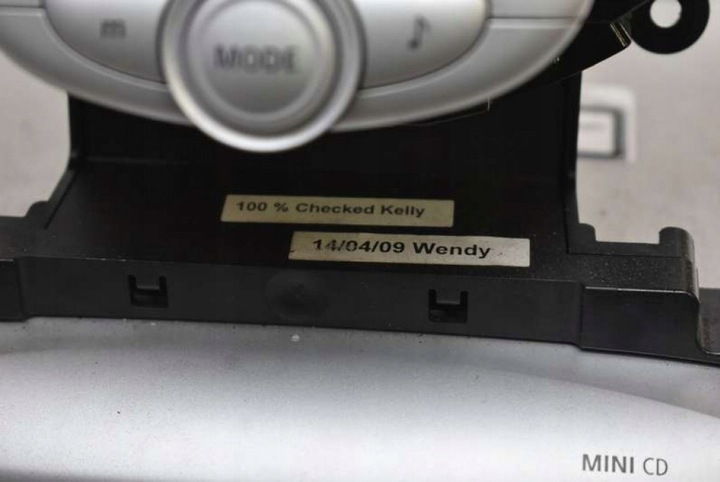 m
MODE
100 % Checked Kelly
14/04/09 Wendy
MINI CD